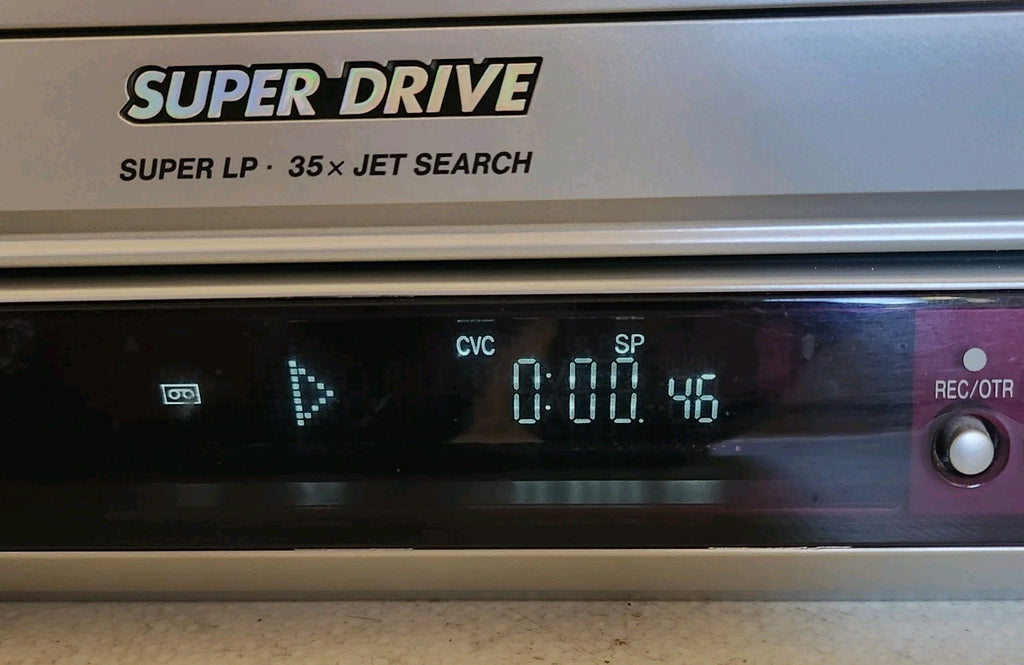 SUPER DRIVE
SUPER LP · 35× JET SEARCH
CVC SP
0:00.46
REC/OTR